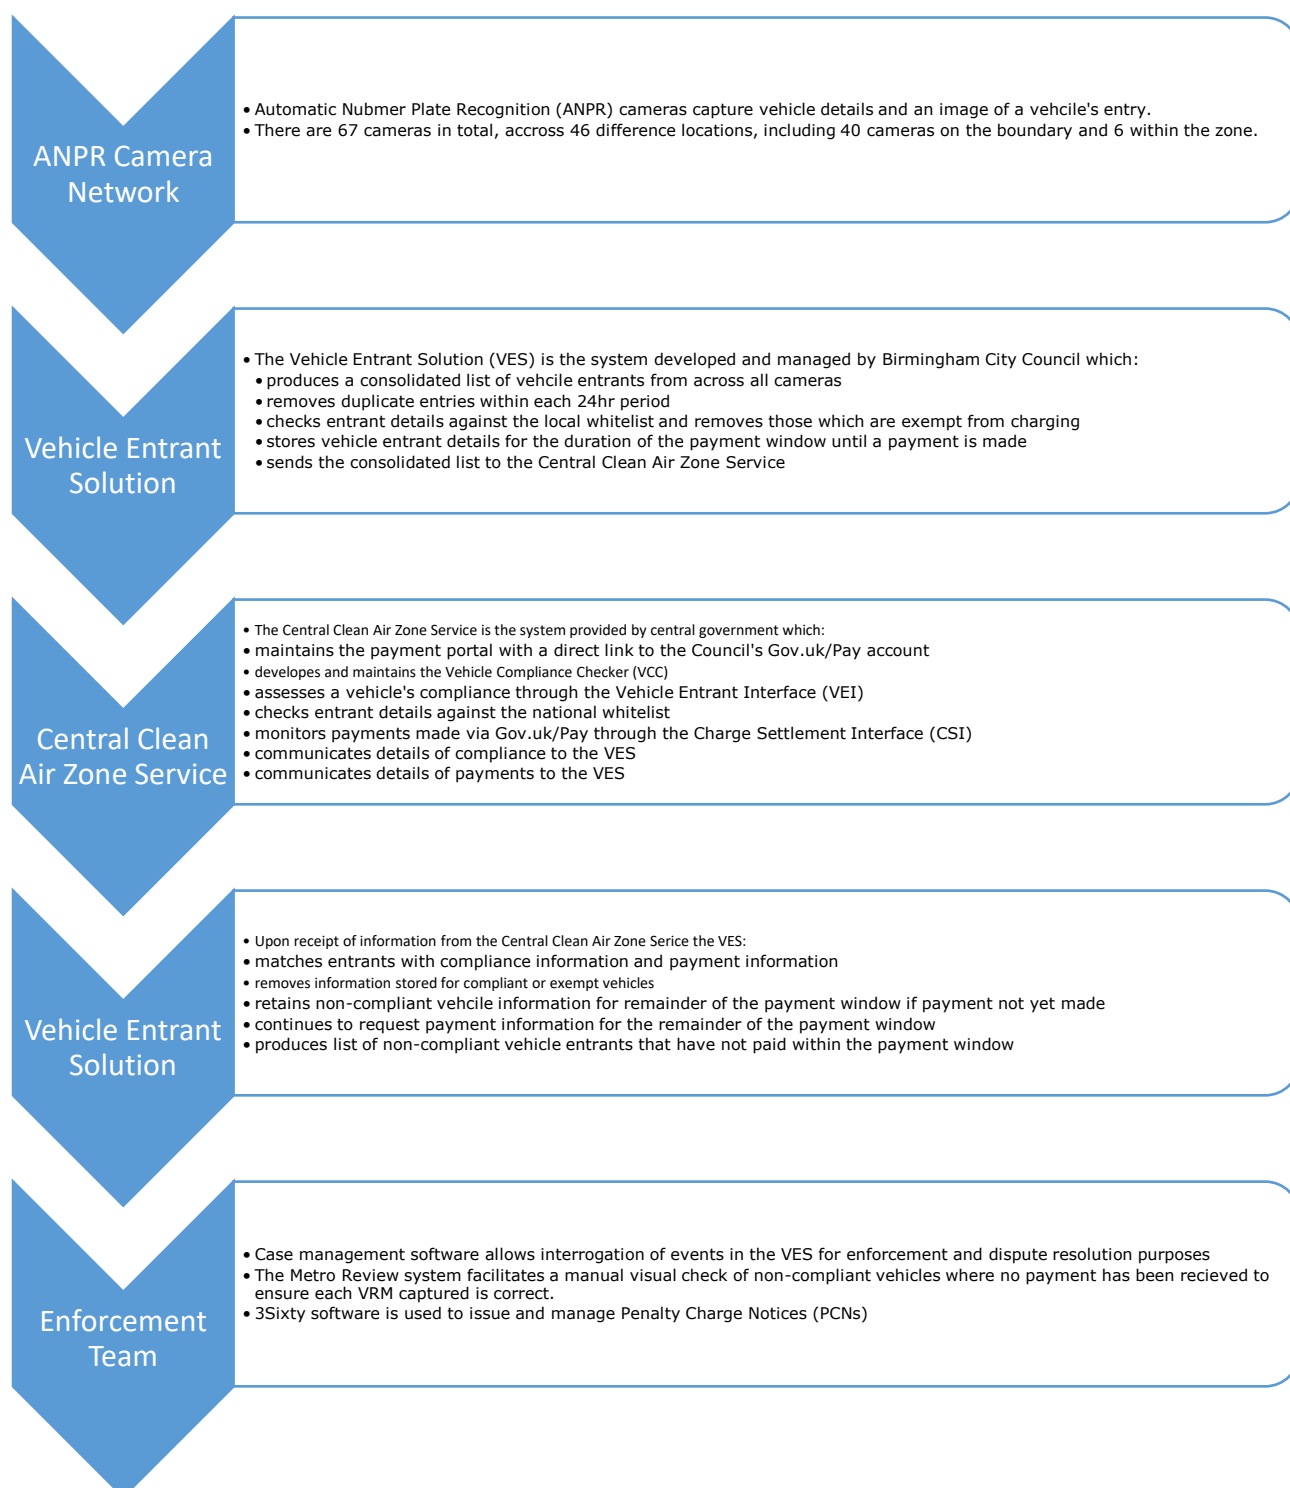 ANPR Camera
Network
• Automatic Nubmer Plate Recognition (ANPR) cameras capture vehicle details and an image of a vehcile's entry.
• There are 67 cameras in total, accross 46 difference locations, including 40 cameras on the boundary and 6 within the zone.
Vehicle Entrant
Solution
• The Vehicle Entrant Solution (VES) is the system developed and managed by Birmingham City Council which:
• produces a consolidated list of vehcile entrants from across all cameras
• removes duplicate entries within each 24hr period
• checks entrant details against the local whitelist and removes those which are exempt from charging
• stores vehicle entrant details for the duration of the payment window until a payment is made
• sends the consolidated list to the Central Clean Air Zone Service
Central Clean
Air Zone Service
• The Central Clean Air Zone Service is the system provided by central government which:
• maintains the payment portal with a direct link to the Council's Gov.uk/Pay account
• developes and maintains the Vehicle Compliance Checker (VCC)
• assesses a vehicle's compliance through the Vehicle Entrant Interface (VEI)
• checks entrant details against the national whitelist
• monitors payments made via Gov.uk/Pay through the Charge Settlement Interface (CSI)
• communicates details of compliance to the VES
• communicates details of payments to the VES
Vehicle Entrant
Solution
• Upon receipt of information from the Central Clean Air Zone Serice the VES:
• matches entrants with compliance information and payment information
• removes information stored for compliant or exempt vehicles
• retains non-compliant vehcile information for remainder of the payment window if payment not yet made
• continues to request payment information for the remainder of the payment window
• produces list of non-compliant vehicle entrants that have not paid within the payment window
Enforcement
Team
• Case management software allows interrogation of events in the VES for enforcement and dispute resolution purposes
• The Metro Review system facilitates a manual visual check of non-compliant vehicles where no payment has been recieved to
ensure each VRM captured is correct.
• 3Sixty software is used to issue and manage Penalty Charge Notices (PCNs)